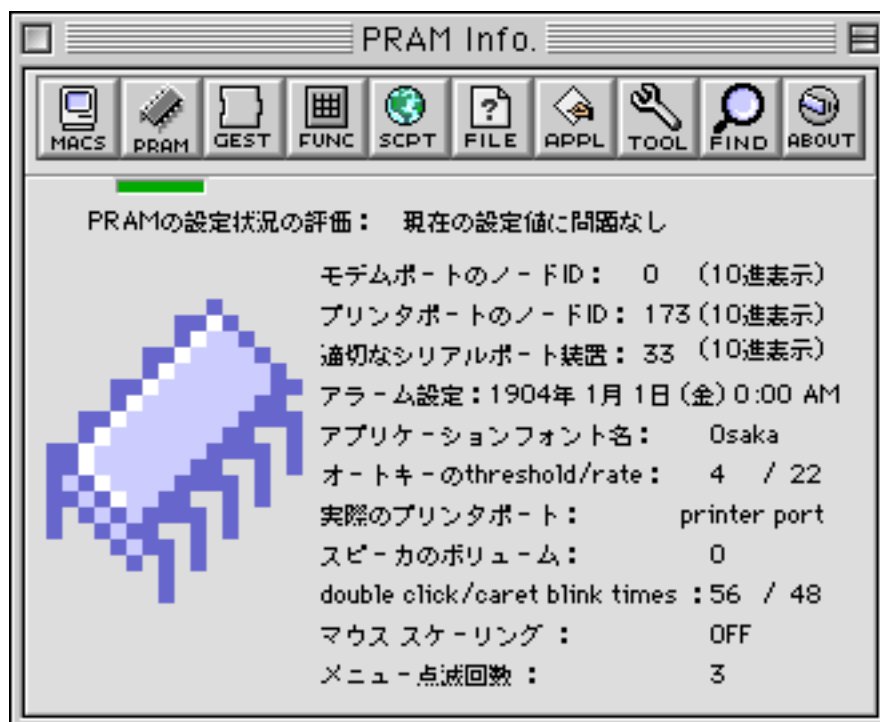 PRAM Info.
MACS PRAM GEST FUNC SCPT FILE APPL TOOL FIND ABOUT
PRAMの設定状況の評価： 現在の設定値に問題なし
モデムポートのノードID： 0 (10進表示)
プリンタポートのノードID： 173 (10進表示)
適切なシリアルポート装置： 33 (10進表示)
アラーム設定：1904年 1月 1日 (金) 0:00 AM
アプリケーションフォント名： Osaka
オートキーのthreshold/rate： 4 / 22
実際のプリンタポート： printer port
スピーカのボリューム： 0
double click/caret blink times ：56 / 48
マウス スケーリング ： OFF
メニュー点滅回数 ： 3